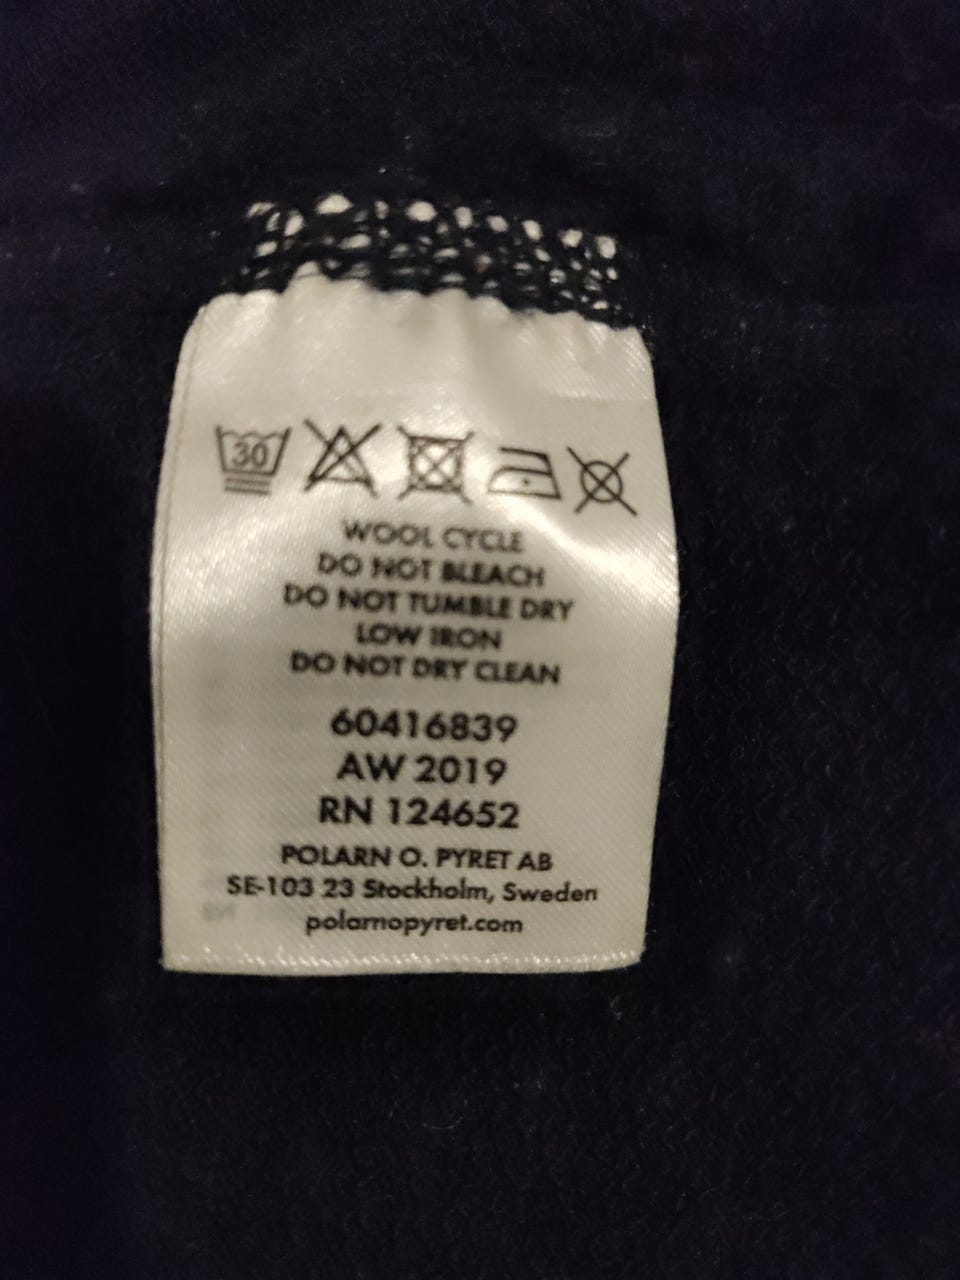 30
WOOL CYCLE
DO NOT BLEACH
DO NOT TUMBLE DRY
LOW IRON
DO NOT DRY CLEAN
60416839
AW 2019
RN 124652
POLARN O. PYRET AB
SE-103 23 Stockholm, Sweden
polarnopyret.com